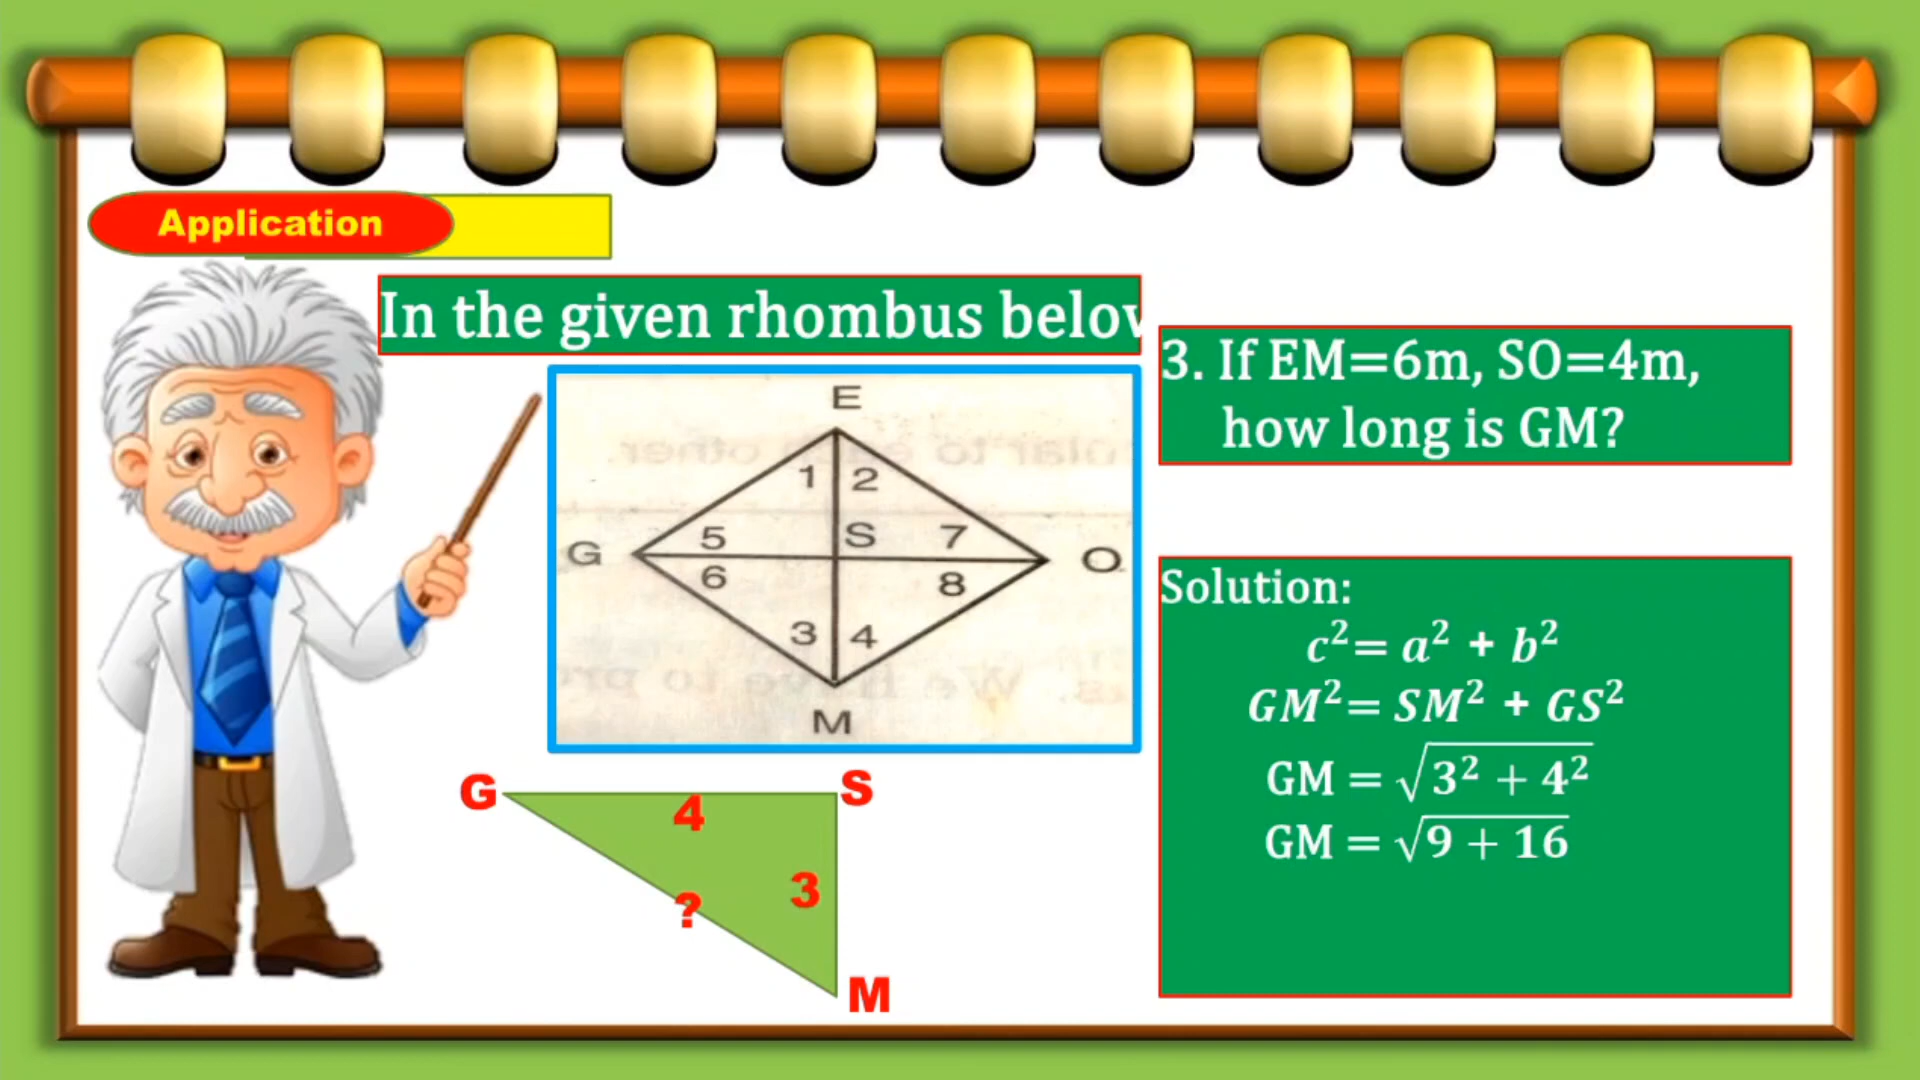 Application
In the given rhombus belov
3. If EM=6m, SO=4m,
how long is GM?
E
1 2
5 S 7
G O
6 8
3 4
M
Solution:
c²= a² + b²
GM²= SM² + GS²
GM = √3² + 4²
GM = √9 + 16
G 4 S
3
?
M